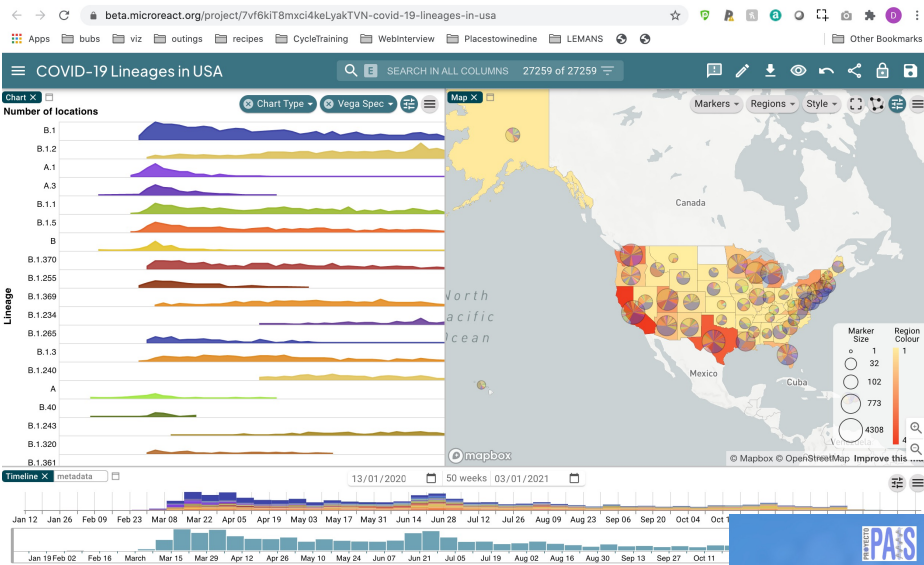 beta.microreact.org/project/7vf6kiT8mxci4keLyakTVN-covid-19-lineages-in-usa
Apps bubs viz outings recipes CycleTraining WebInterview Placestowinedine LEMANS Other Bookmarks
COVID-19 Lineages in USA E SEARCH IN ALL COLUMNS 27259 of 27259
Chart
Chart Type Vega Spec
Number of locations
Lineage
B.1
B.1.2
A.1
A.3
B.1.1
B.1.5
B
B.1.370
B.1.255
B.1.369
B.1.234
B.1.265
B.1.3
B.1.240
A
B.40
B.1.243
B.1.320
B.1.361
Map
Markers Regions Style
Canada
North
Pacific
Ocean
Mexico
Cuba
Marker Size Region Colour
1 1
32
102
773
4308 4
Venezuela
mapbox
© Mapbox © OpenStreetMap Improve this
Timeline metadata
13/01/2020 50 weeks 03/01/2021
Jan 12 Jan 26 Feb 09 Feb 23 Mar 08 Mar 22 Apr 05 Apr 19 May 03 May 17 May 31 Jun 14 Jun 28 Jul 12 Jul 26 Aug 09 Aug 23 Sep 06 Sep 20 Oct 04 Oct 1
Jan 19 Feb 02 Feb 16 March Mar 15 Mar 29 Apr 12 Apr 26 May 10 May 24 Jun 07 Jun 21 Jul 05 Jul 19 Aug 02 Aug 16 Aug 30 Sep 13 Sep 27 Oct 11
PROYECTO
PAIS